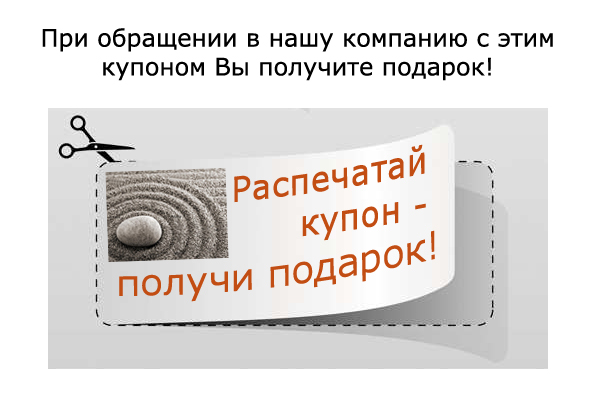 При обращении в нашу компанию с этим
купоном Вы получите подарок!
Распечатай
купон -
получи подарок!